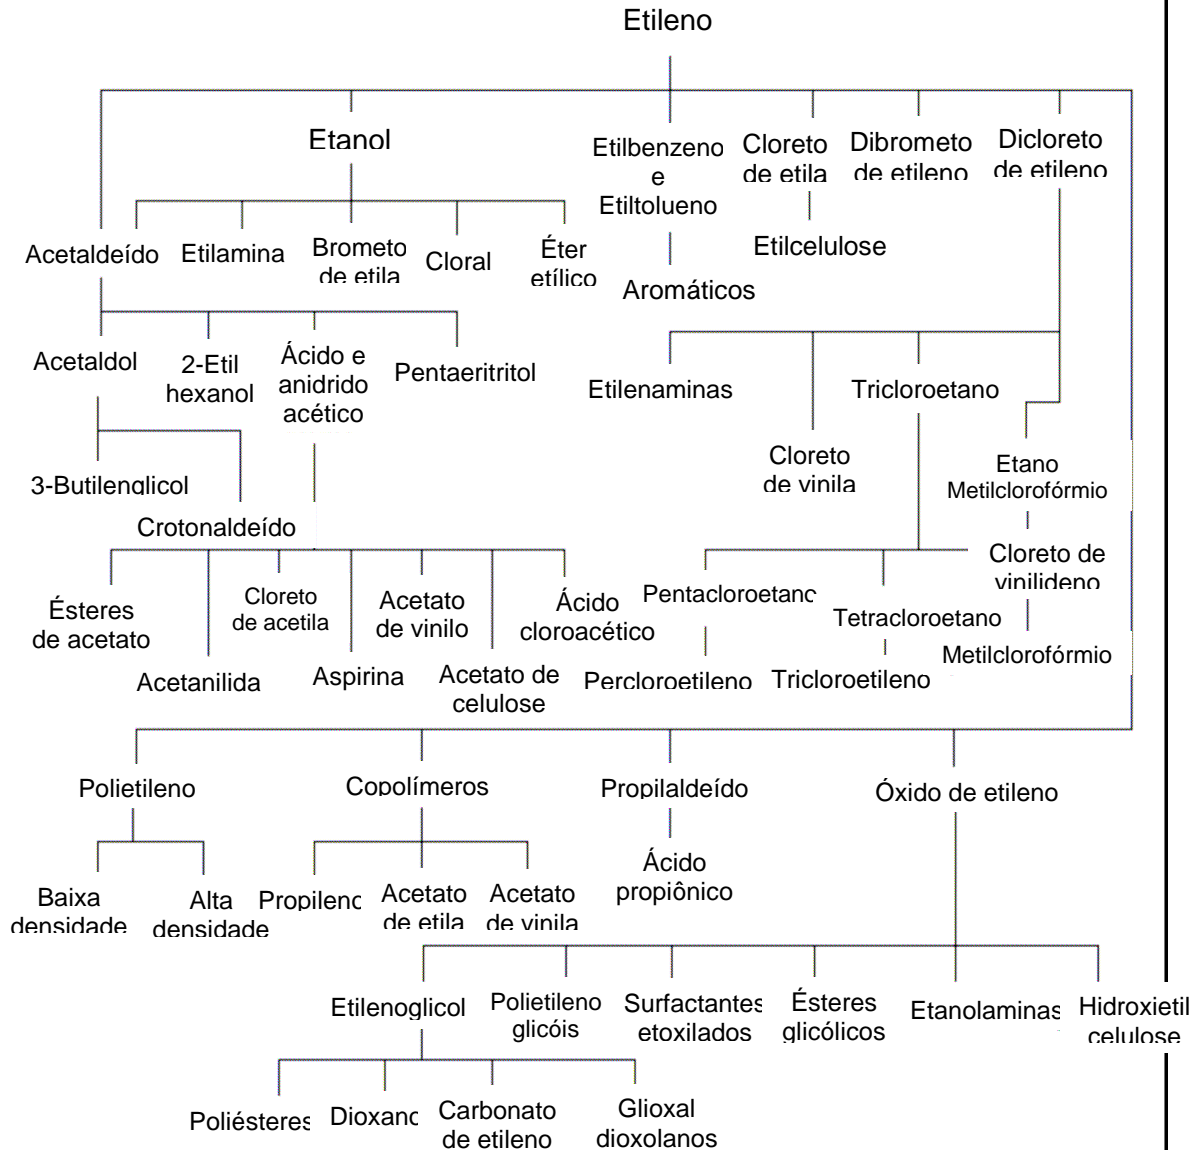 Etileno
Etanol
Etilbenzeno
e
Etiltolueno
Cloreto
de etila
Dibrometo
de etileno
Dicloreto
de etileno
Acetaldeído
Etilamina
Brometo
de etila
Cloral
Éter
etílico
Aromáticos
Etilcelulose
Acetaldol
2-Etil
hexanol
Ácido e
anidrido
acético
Pentaeritritol
Etilenaminas
Tricloroetano
Cloreto
de vinila
Etano
Metilclorofórmio
3-Butilenglicol
Crotonaldeído
Cloreto de
vinilideno
Metilclorofórmio
Ésteres
de acetato
Acetanilida
Cloreto
de acetila
Aspirina
Acetato
de vinilo
Acetato de
celulose
Ácido
cloroacético
Pentacloroetano
Percloroetileno
Tetracloroetano
Tricloroetileno
Polietileno
Copolímeros
Propilaldeído
Óxido de etileno
Baixa
densidade
Alta
densidade
Propileno
Acetato
de etila
Acetato
de vinila
Ácido
propiônico
Etilenoglicol
Polietileno
glicóis
Surfactantes
etoxilados
Ésteres
glicólicos
Etanolaminas
Hidroxietil
celulose
Poliésteres
Dioxano
Carbonato
de etileno
Glioxal
dioxolanos